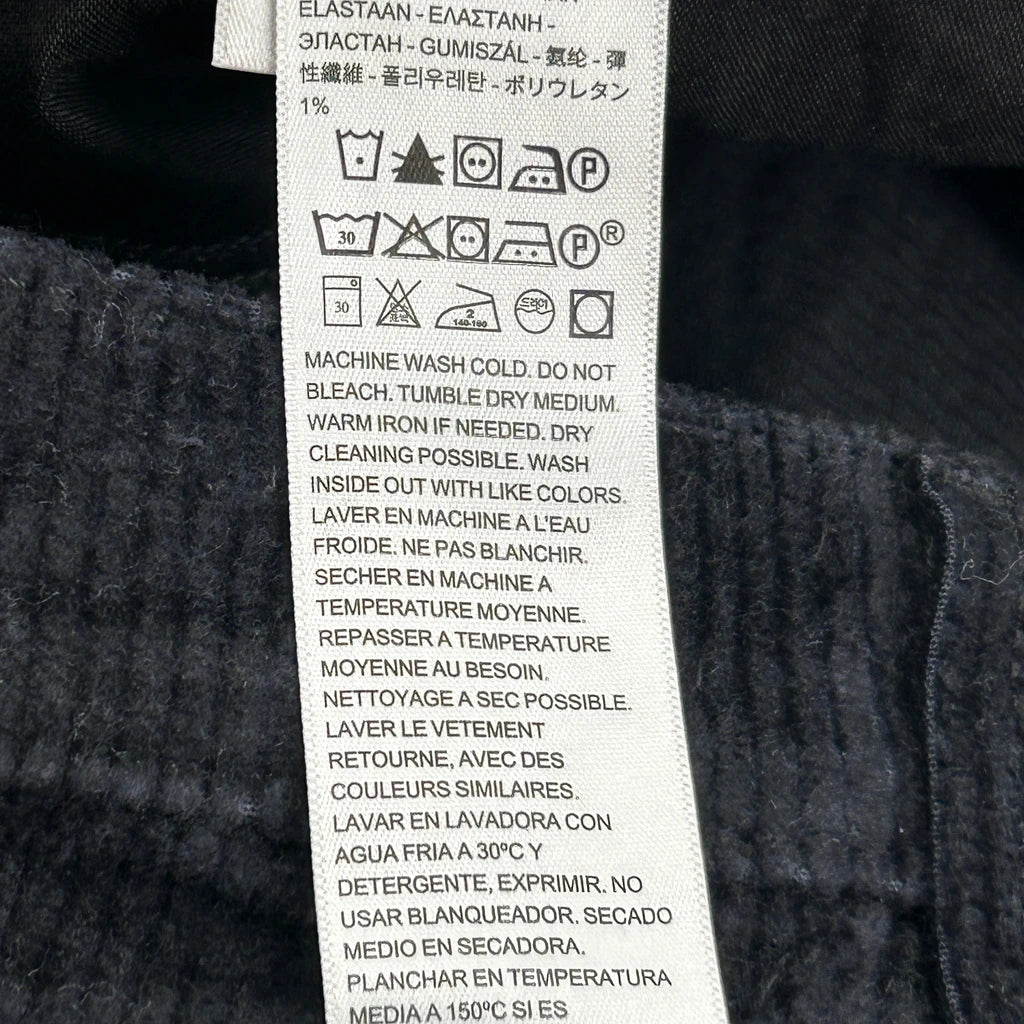 ELASTAAN - ΕΛΑΣΤΑΝΗ -
ЭЛАСТАН - GUMISZÁL - 氨纶 - 彈
性纖維 - 폴리우레탄 - ポリウレタン
1%
P
30 P ®
30 2 140-160 드라이
MACHINE WASH COLD. DO NOT
BLEACH. TUMBLE DRY MEDIUM.
WARM IRON IF NEEDED. DRY
CLEANING POSSIBLE. WASH
INSIDE OUT WITH LIKE COLORS.
LAVER EN MACHINE A L'EAU
FROIDE. NE PAS BLANCHIR.
SECHER EN MACHINE A
TEMPERATURE MOYENNE.
REPASSER A TEMPERATURE
MOYENNE AU BESOIN.
NETTOYAGE A SEC POSSIBLE.
LAVER LE VETEMENT
RETOURNE, AVEC DES
COULEURS SIMILAIRES.
LAVAR EN LAVADORA CON
AGUA FRIA A 30ºC Y
DETERGENTE, EXPRIMIR. NO
USAR BLANQUEADOR. SECADO
MEDIO EN SECADORA.
PLANCHAR EN TEMPERATURA
MEDIA A 150ºC SI ES